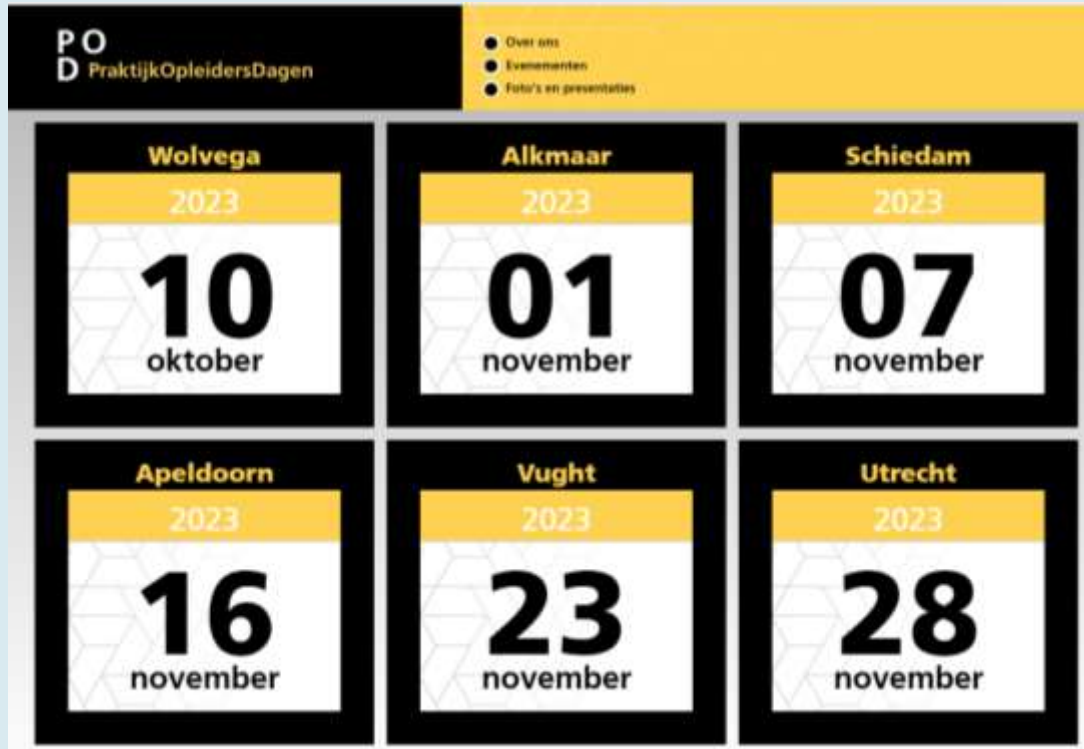 PO
D PraktijkOpleidersDagen
Over ons
Evenementen
Foto's en presentaties
Wolvega
2023
10
oktober
Alkmaar
2023
01
november
Schiedam
2023
07
november
Apeldoorn
2023
16
november
Vught
2023
23
november
Utrecht
2023
28
november